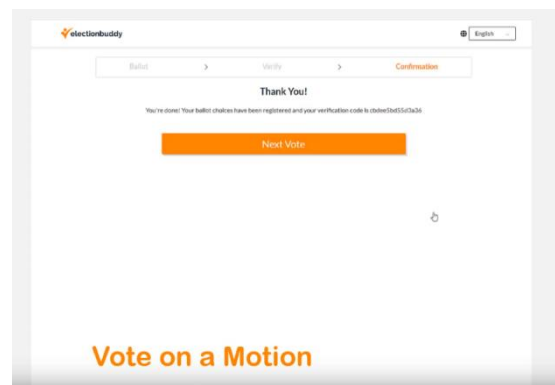 electionbuddy
English
Ballot > Verify > Confirmation
Thank You!
You're done! Your ballot choices have been registered and your verification code is
Next Vote
Vote on a Motion